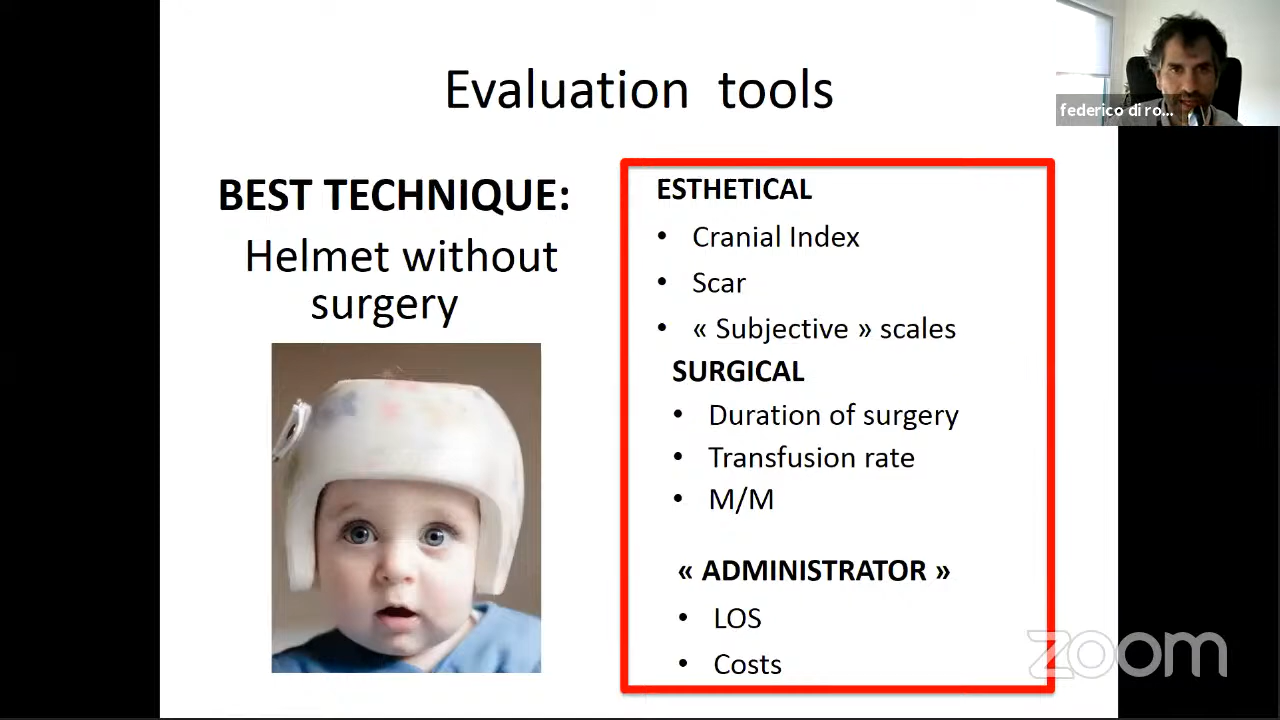 Evaluation tools
federico di ro...
BEST TECHNIQUE:
Helmet without
surgery
ESTHETICAL
• Cranial Index
• Scar
• « Subjective » scales
SURGICAL
• Duration of surgery
• Transfusion rate
• M/M
« ADMINISTRATOR »
• LOS
• Costs
zoom